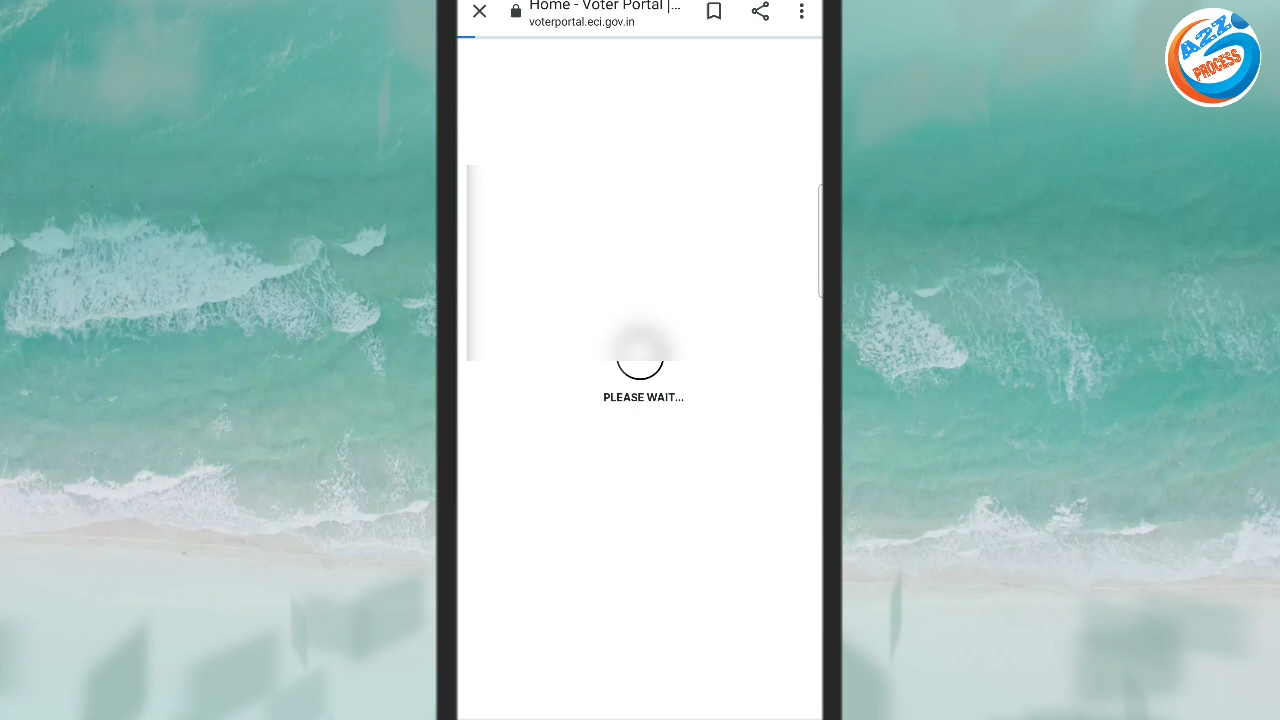 Home - Voter Portal |...
voterportal.eci.gov.in
A2Z
PROCESS
PLEASE WAIT...